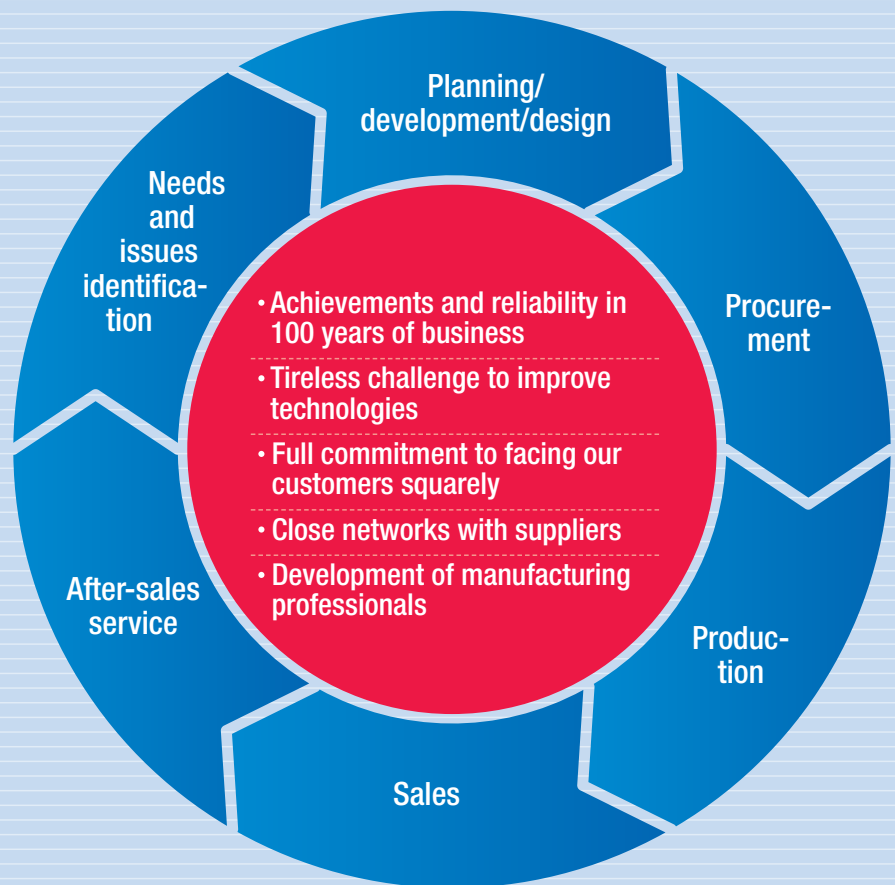 Planning/
development/design
Procure-
ment
Produc-
tion
Sales
After-sales
service
Needs
and
issues
identifica-
tion
・Achievements and reliability in
100 years of business
・Tireless challenge to improve
technologies
・Full commitment to facing our
customers squarely
・Close networks with suppliers
・Development of manufacturing
professionals